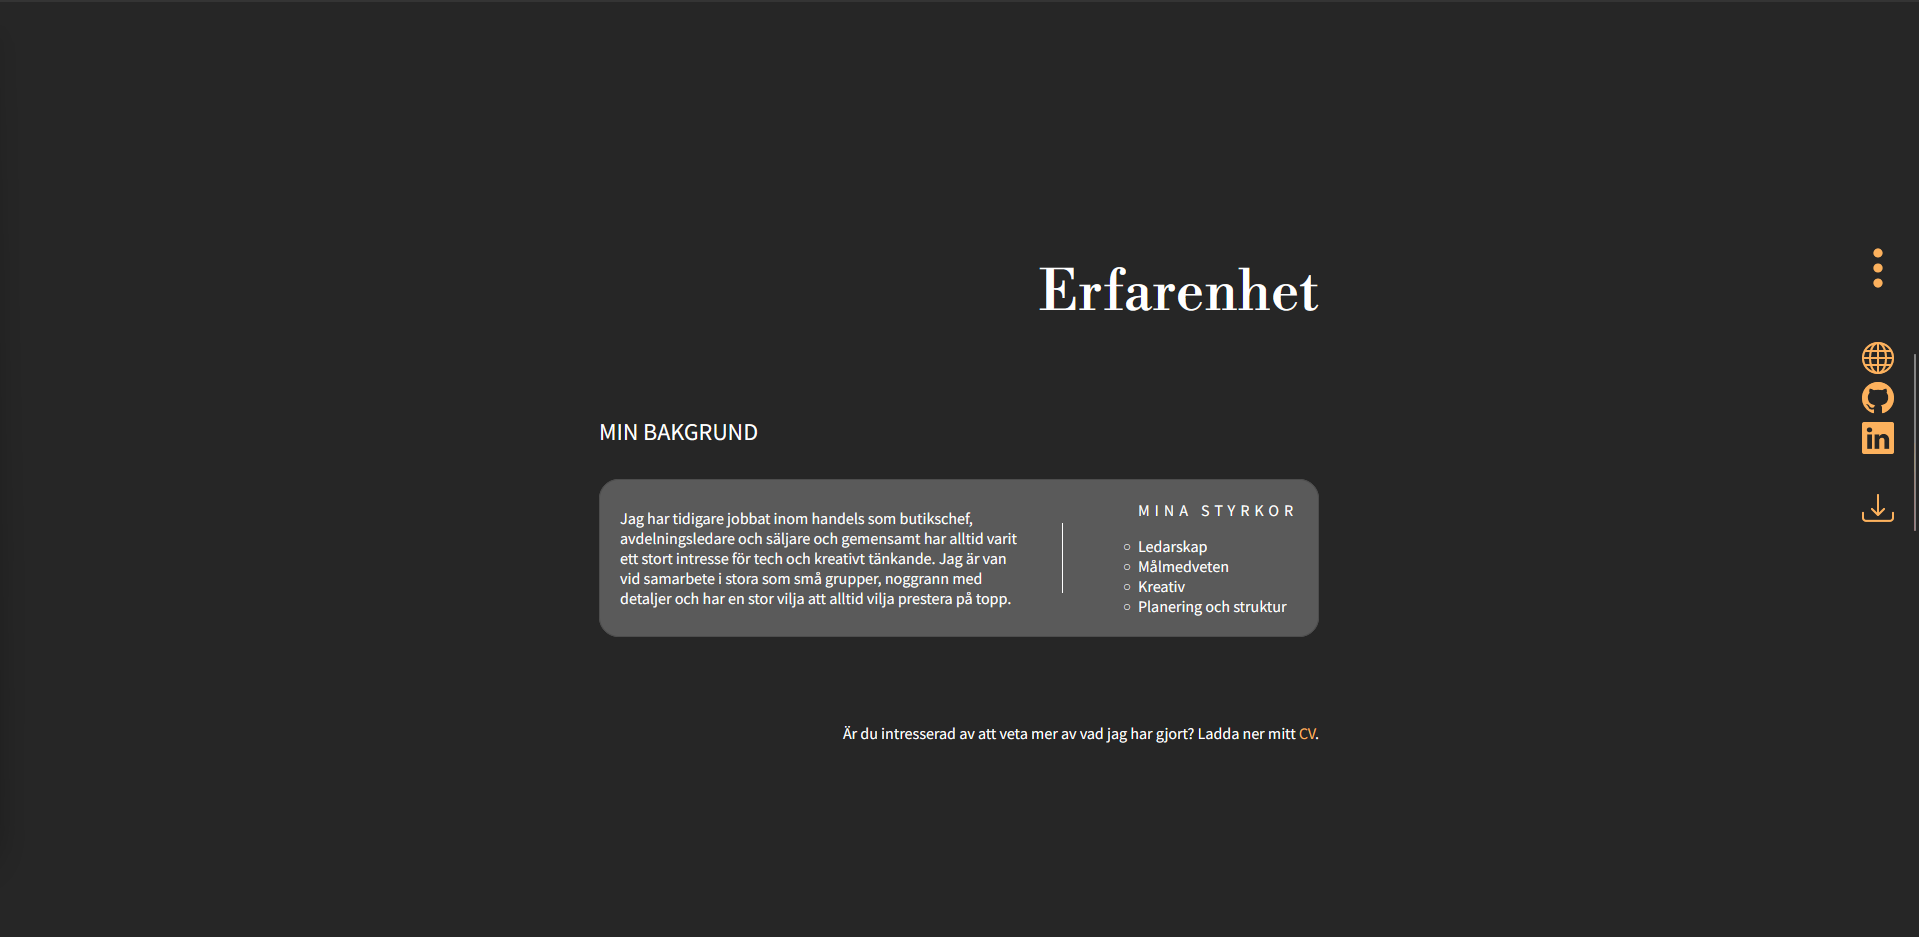 Erfarenhet
MIN BAKGRUND
Jag har tidigare jobbat inom handels som butikschef,
avdelningsledare och säljare och gemensamt har alltid varit
ett stort intresse för tech och kreativt tänkande. Jag är van
vid samarbete i stora som små grupper, noggrann med
detaljer och har en stor vilja att alltid vilja prestera på topp.
MINA STYRKOR
Ledarskap
Målmedveten
Kreativ
Planering och struktur
Är du intresserad av att veta mer av vad jag har gjort? Ladda ner mitt CV.
in